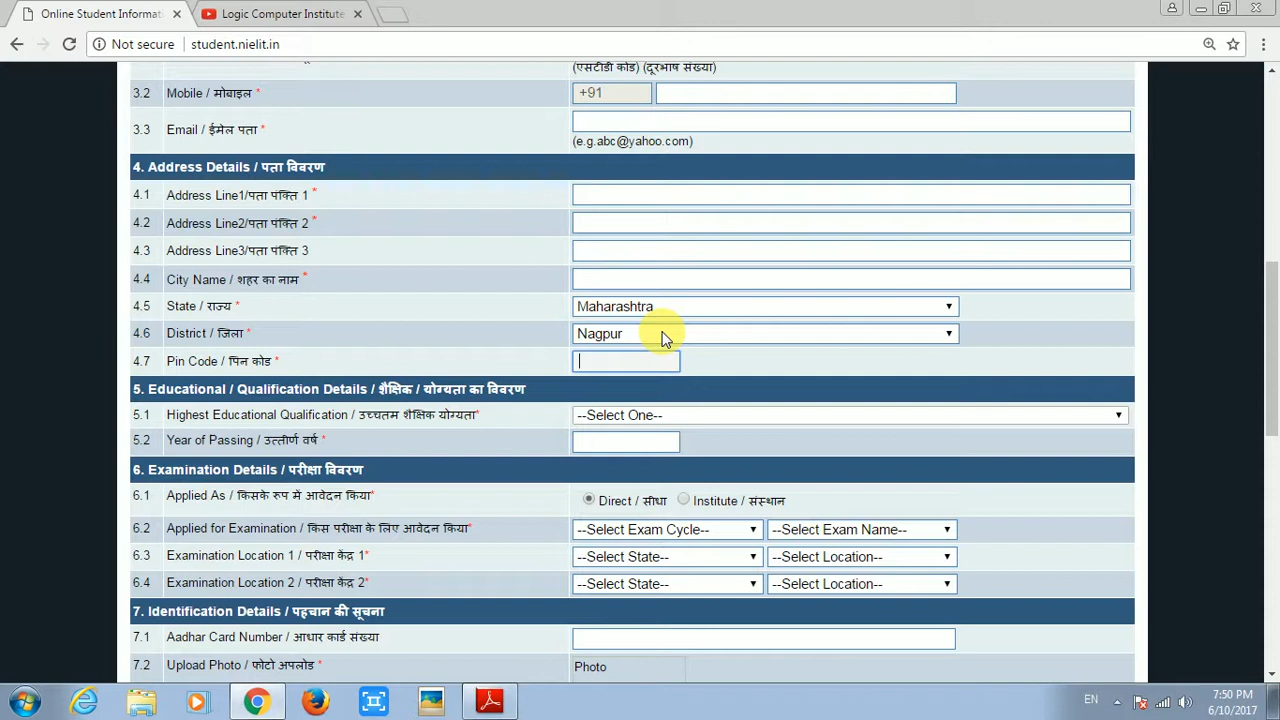 Online Student Informati
Logic Computer Institute
Not secure
student.nielit.in
(एसटीडी कोड) (दूरभाष संख्या)
3.2 Mobile / मोबाइल * +91
3.3 Email / ईमेल पता *
(e.g.abc@yahoo.com)
4. Address Details / पता विवरण
4.1 Address Line1/पता पंक्ति 1 *
4.2 Address Line2/पता पंक्ति 2 *
4.3 Address Line3/पता पंक्ति 3
4.4 City Name / शहर का नाम *
4.5 State / राज्य * Maharashtra
4.6 District / जिला * Nagpur
4.7 Pin Code / पिन कोड *
5. Educational / Qualification Details / शैक्षिक / योग्यता का विवरण
5.1 Highest Educational Qualification / उच्चतम शैक्षिक योग्यता* --Select One--
5.2 Year of Passing / उत्तीर्ण वर्ष *
6. Examination Details / परीक्षा विवरण
6.1 Applied As / किसके रुप में आवेदन किया* Direct / सीधा Institute / संस्थान
6.2 Applied for Examination / किस परीक्षा के लिए आवेदन किया* --Select Exam Cycle-- --Select Exam Name--
6.3 Examination Location 1 / परीक्षा केंद्र 1* --Select State-- --Select Location--
6.4 Examination Location 2 / परीक्षा केंद्र 2* --Select State-- --Select Location--
7. Identification Details / पहचान की सूचना
7.1 Aadhar Card Number / आधार कार्ड संख्या
7.2 Upload Photo / फोटो अपलोड * Photo
EN
7:50 PM
6/10/2017